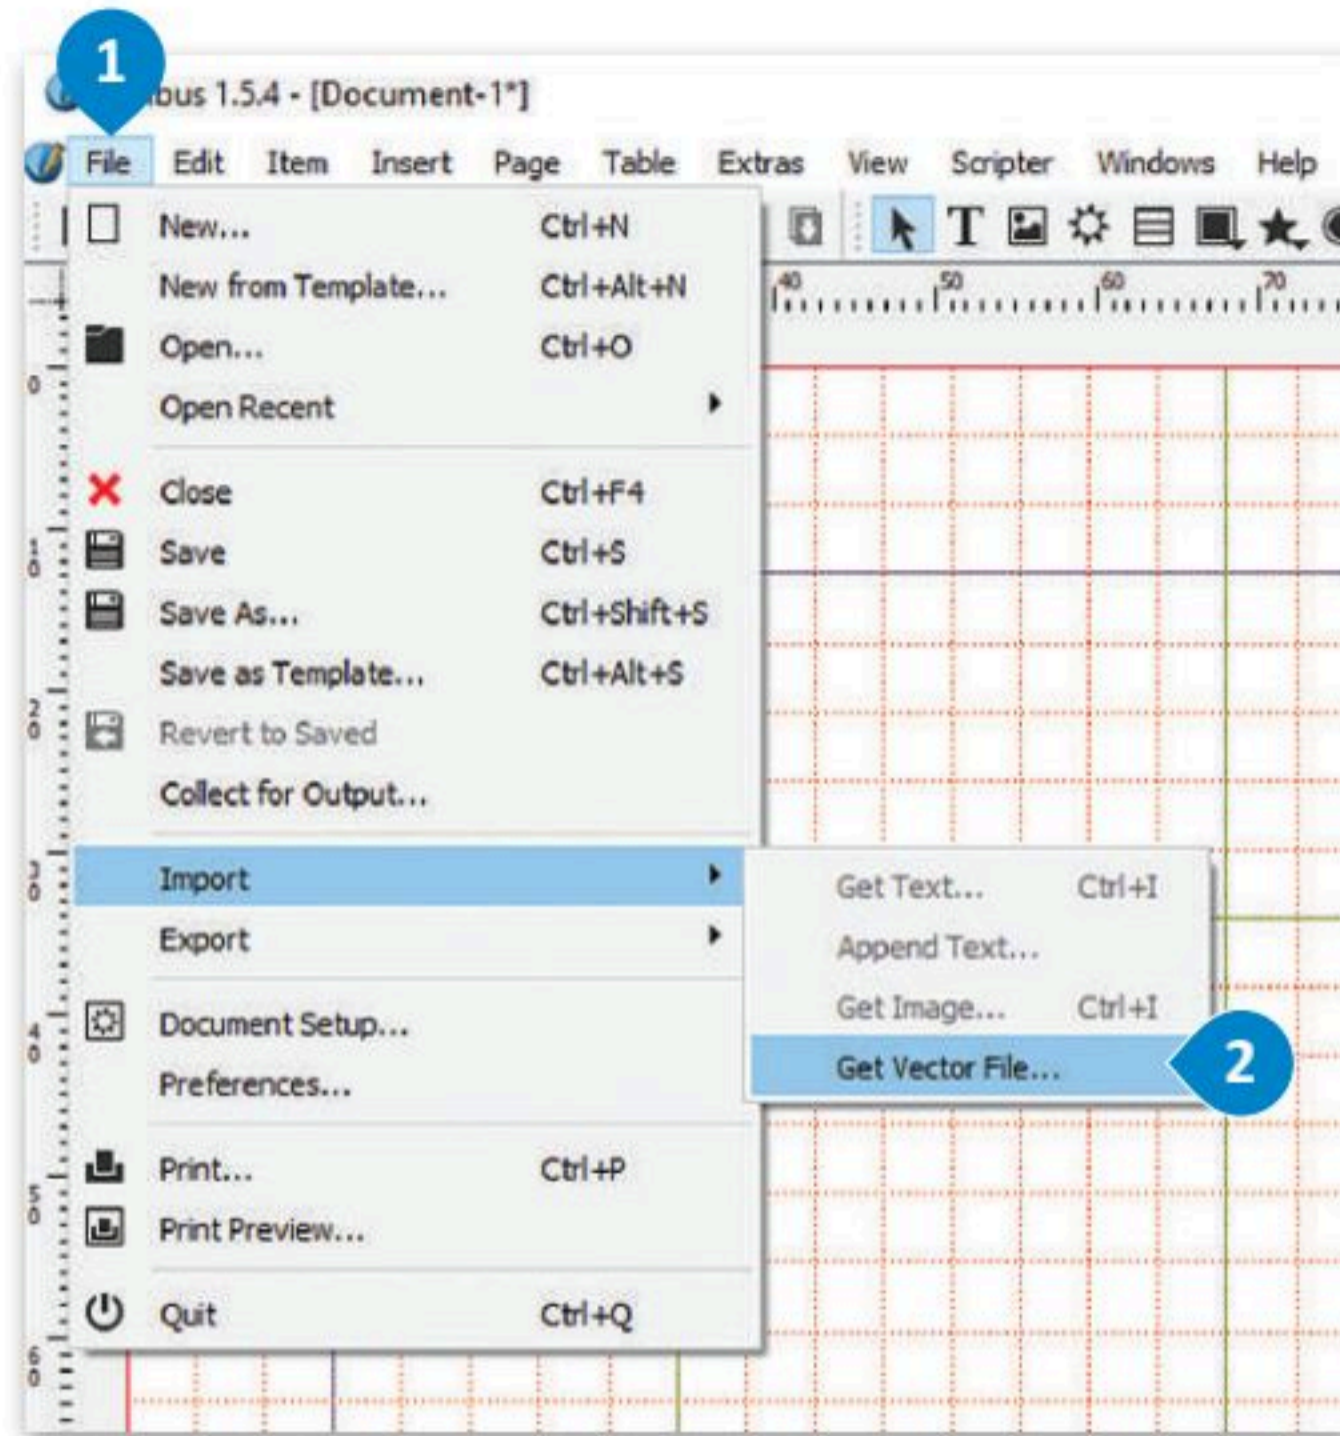 1
bus 1.5.4 - [Document-1*]
File Edit Item Insert Page Table Extras View Scripter Windows Help
New... Ctrl+N
New from Template... Ctrl+Alt+N
Open... Ctrl+O
Open Recent
Close Ctrl+F4
Save Ctrl+S
Save As... Ctrl+Shift+S
Save as Template... Ctrl+Alt+S
Revert to Saved
Collect for Output...
Import
Export
Document Setup...
Preferences...
Print... Ctrl+P
Print Preview...
Quit Ctrl+Q
Get Text... Ctrl+I
Append Text...
Get Image... Ctrl+I
Get Vector File...
2
40 50 60 70
0
10
20
30
40
50
60